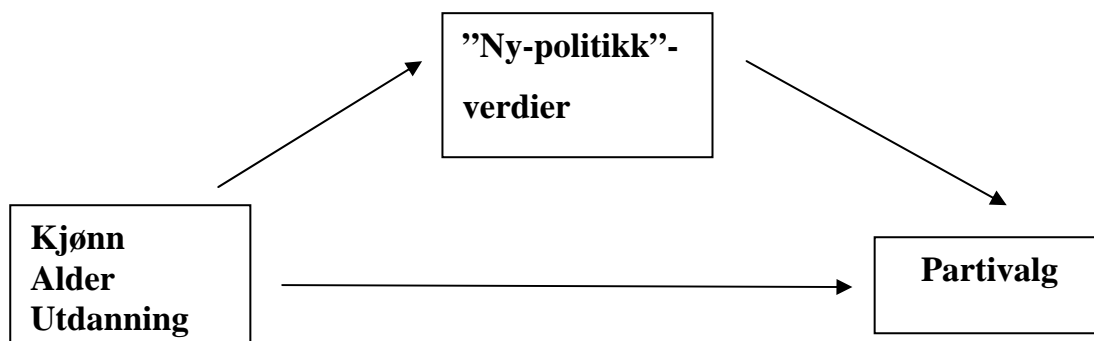 ”Ny-politikk”-
verdier
Kjønn
Alder
Utdanning
Partivalg